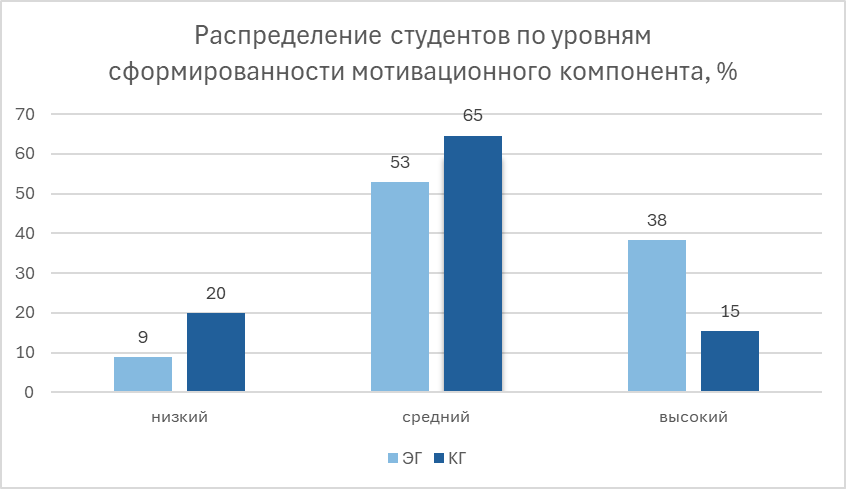 Распределение студентов по уровням
сформированности мотивационного компонента, %
70
60
50
40
30
20
10
0
9
20
53
65
38
15
низкий
средний
высокий
ЭГ
КГ